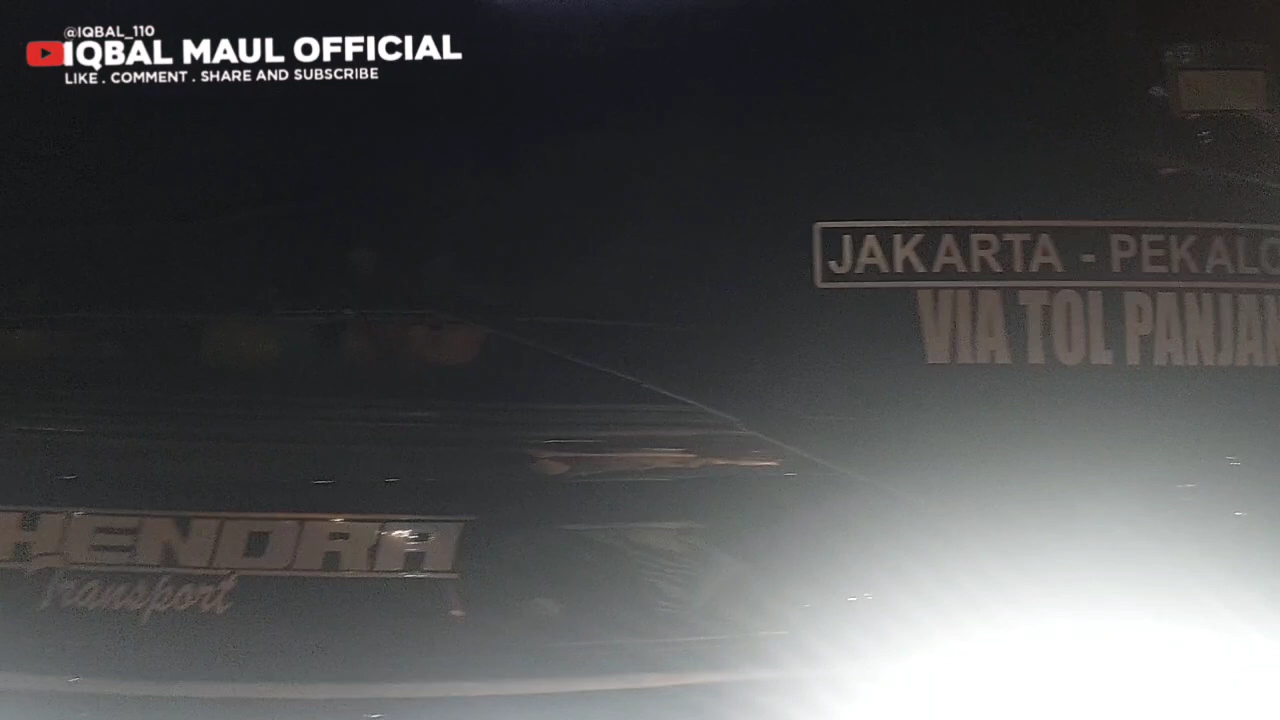 @IQBAL_110
IQBAL MAUL OFFICIAL
LIKE . COMMENT . SHARE AND SUBSCRIBE
JAKARTA - PEKALO
VIA TOL PANJAN
HENDRA
Transport